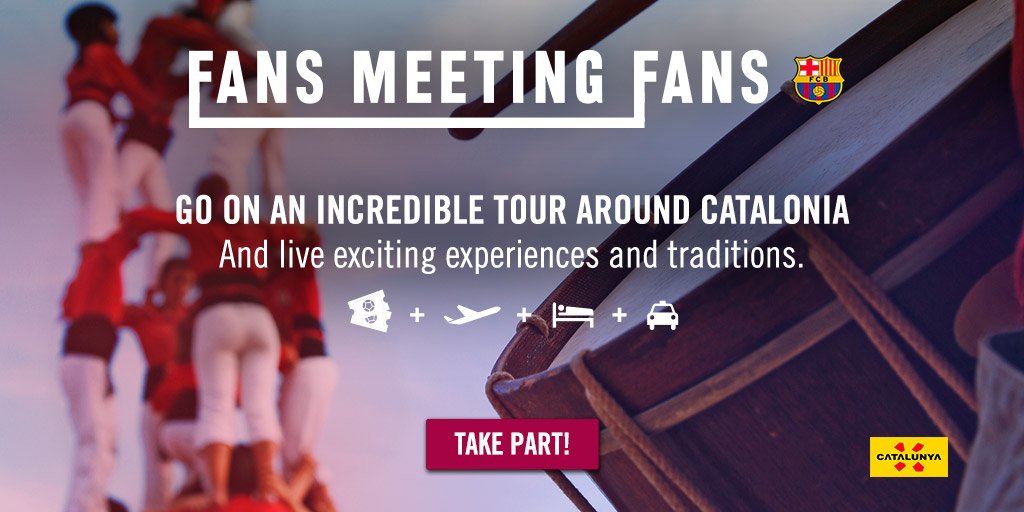 FANS MEETING FANS
FCB
GO ON AN INCREDIBLE TOUR AROUND CATALONIA
And live exciting experiences and traditions.
+ + +
TAKE PART!
CATALUNYA